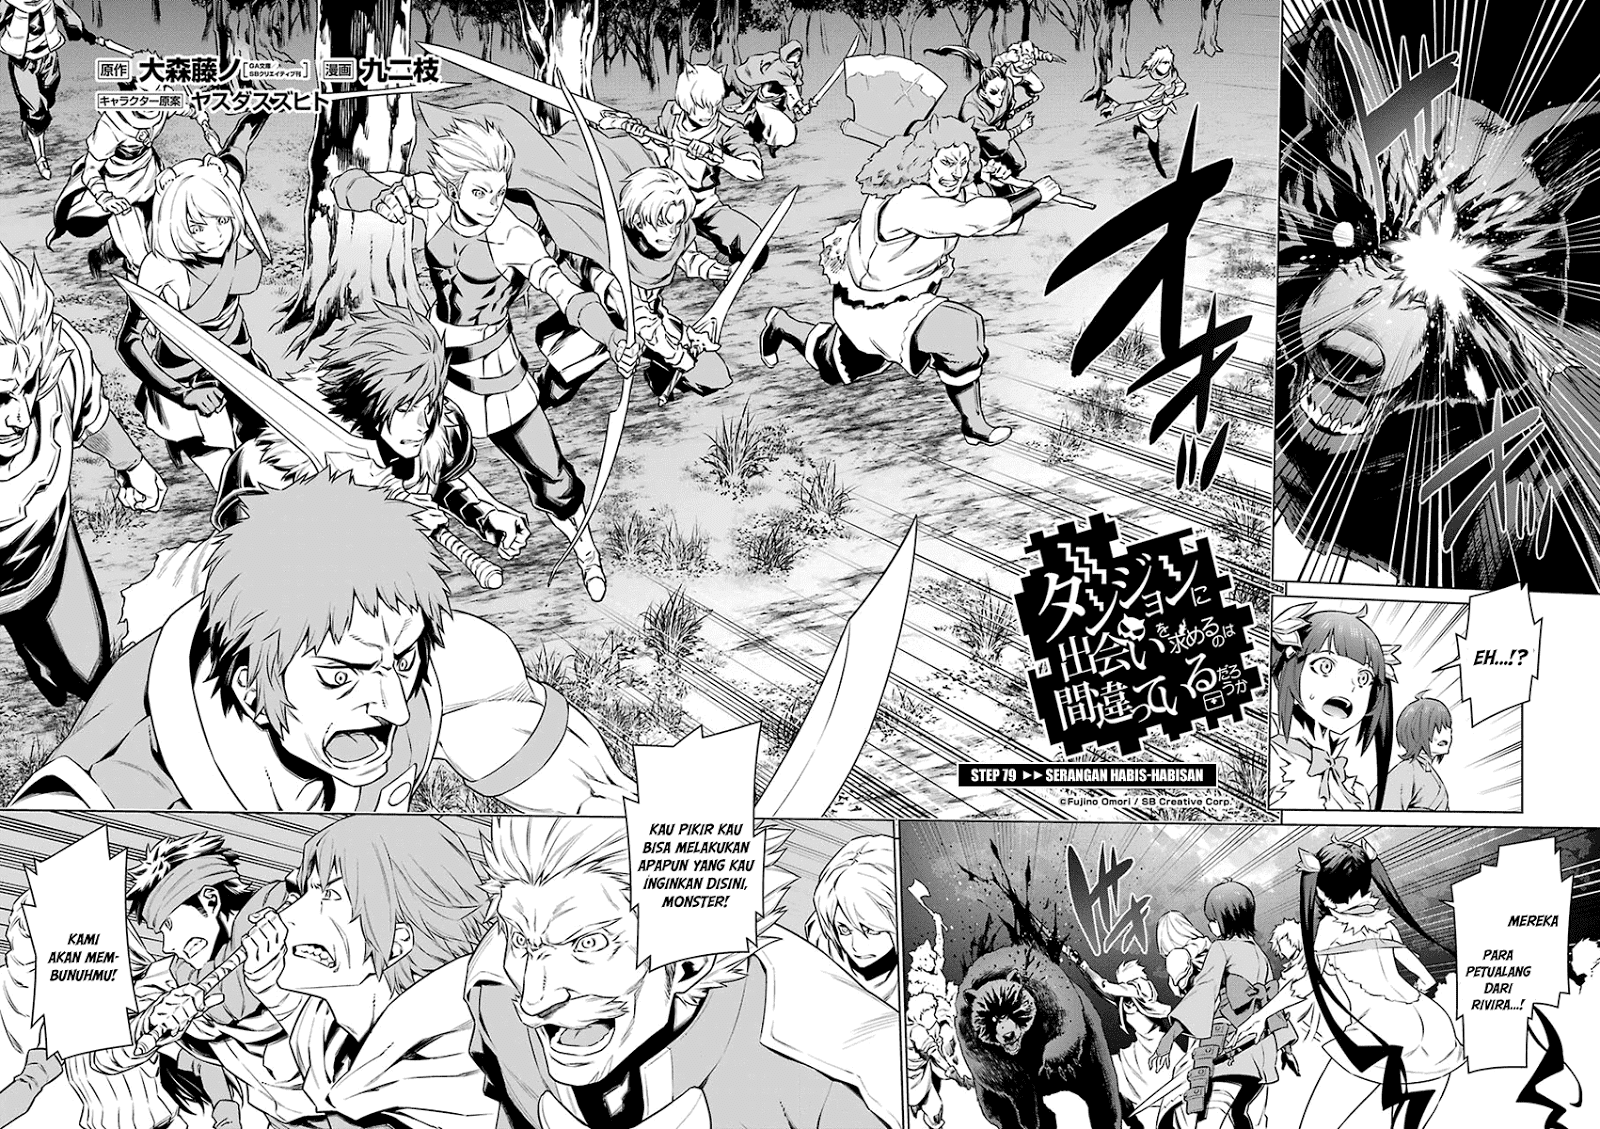 原作 大森藤ノ [GA文庫 / SBクリエイティブ刊] 漫画 九二枝
キャラクター原案 ヤスダスズヒト
EH...!?
オオオオ
ダンジョンに
出会いを求めるのは
間違っているだろうか
STEP 79 ▶▶ SERANGAN HABIS-HABISAN
©Fujino Omori / SB Creative Corp.
MEREKA
PARA
PETUALANG
DARI
RIVIRA...!
KAU PIKIR KAU
BISA MELAKUKAN
APAPUN YANG KAU
INGINKAN DISINI,
MONSTER!
KAMI
AKAN MEM-
BUNUHMU!